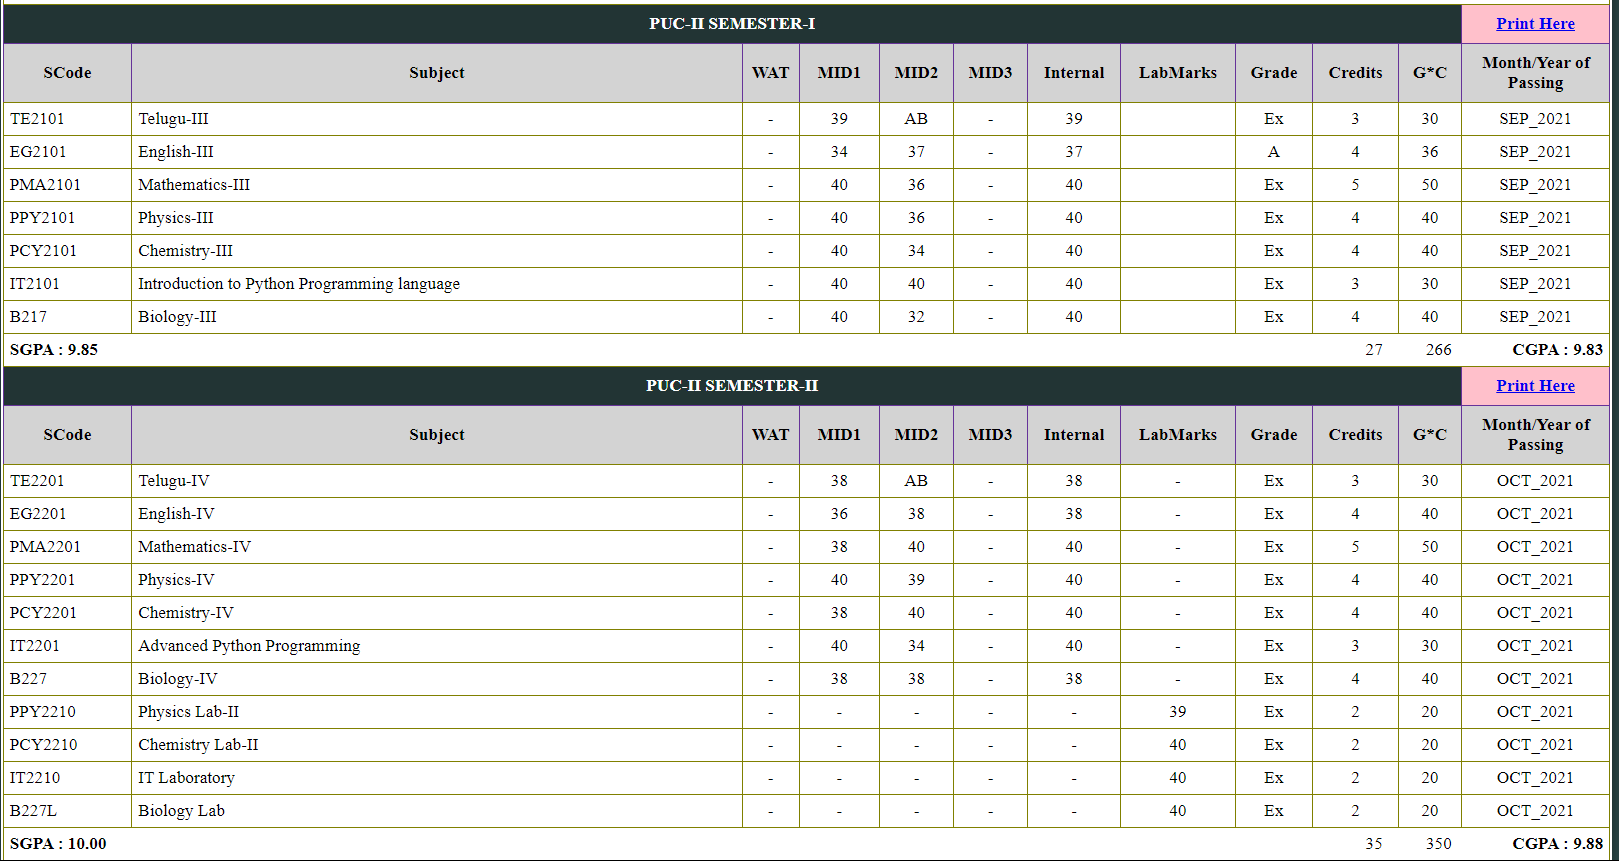 PUC-II SEMESTER-I Print Here
SCode Subject WAT MID1 MID2 MID3 Internal LabMarks Grade Credits G*C Month/Year of Passing
TE2101 Telugu-III - 39 AB - 39 Ex 3 30 SEP_2021
EG2101 English-III - 34 37 - 37 A 4 36 SEP_2021
PMA2101 Mathematics-III - 40 36 - 40 Ex 5 50 SEP_2021
PPY2101 Physics-III - 40 36 - 40 Ex 4 40 SEP_2021
PCY2101 Chemistry-III - 40 34 - 40 Ex 4 40 SEP_2021
IT2101 Introduction to Python Programming language - 40 40 - 40 Ex 3 30 SEP_2021
B217 Biology-III - 40 32 - 40 Ex 4 40 SEP_2021
SGPA : 9.85 27 266 CGPA : 9.83
PUC-II SEMESTER-II Print Here
SCode Subject WAT MID1 MID2 MID3 Internal LabMarks Grade Credits G*C Month/Year of Passing
TE2201 Telugu-IV - 38 AB - 38 - Ex 3 30 OCT_2021
EG2201 English-IV - 36 38 - 38 - Ex 4 40 OCT_2021
PMA2201 Mathematics-IV - 38 40 - 40 - Ex 5 50 OCT_2021
PPY2201 Physics-IV - 40 39 - 40 - Ex 4 40 OCT_2021
PCY2201 Chemistry-IV - 38 40 - 40 - Ex 4 40 OCT_2021
IT2201 Advanced Python Programming - 40 34 - 40 - Ex 3 30 OCT_2021
B227 Biology-IV - 38 38 - 38 - Ex 4 40 OCT_2021
PPY2210 Physics Lab-II - - - - - 39 Ex 2 20 OCT_2021
PCY2210 Chemistry Lab-II - - - - - 40 Ex 2 20 OCT_2021
IT2210 IT Laboratory - - - - - 40 Ex 2 20 OCT_2021
B227L Biology Lab - - - - - 40 Ex 2 20 OCT_2021
SGPA : 10.00 35 350 CGPA : 9.88